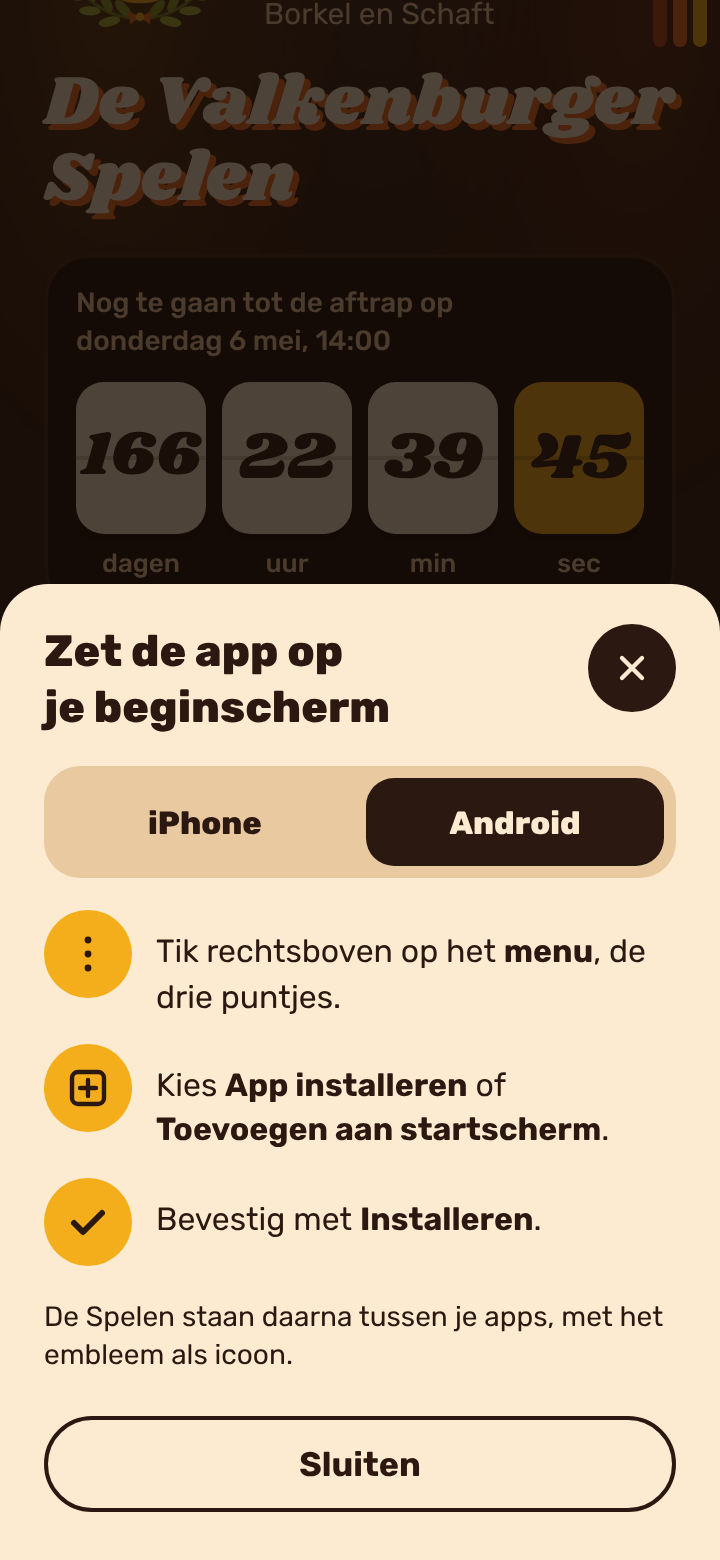 Borkel en Schaft
De Valkenburger
Spelen
Nog te gaan tot de aftrap op
donderdag 6 mei, 14:00
166 22 39 45
dagen uur min sec
Zet de app op
je beginscherm
iPhone Android
Tik rechtsboven op het menu, de
drie puntjes.
Kies App installeren of
Toevoegen aan startscherm.
Bevestig met Installeren.
De Spelen staan daarna tussen je apps, met het
embleem als icoon.
Sluiten